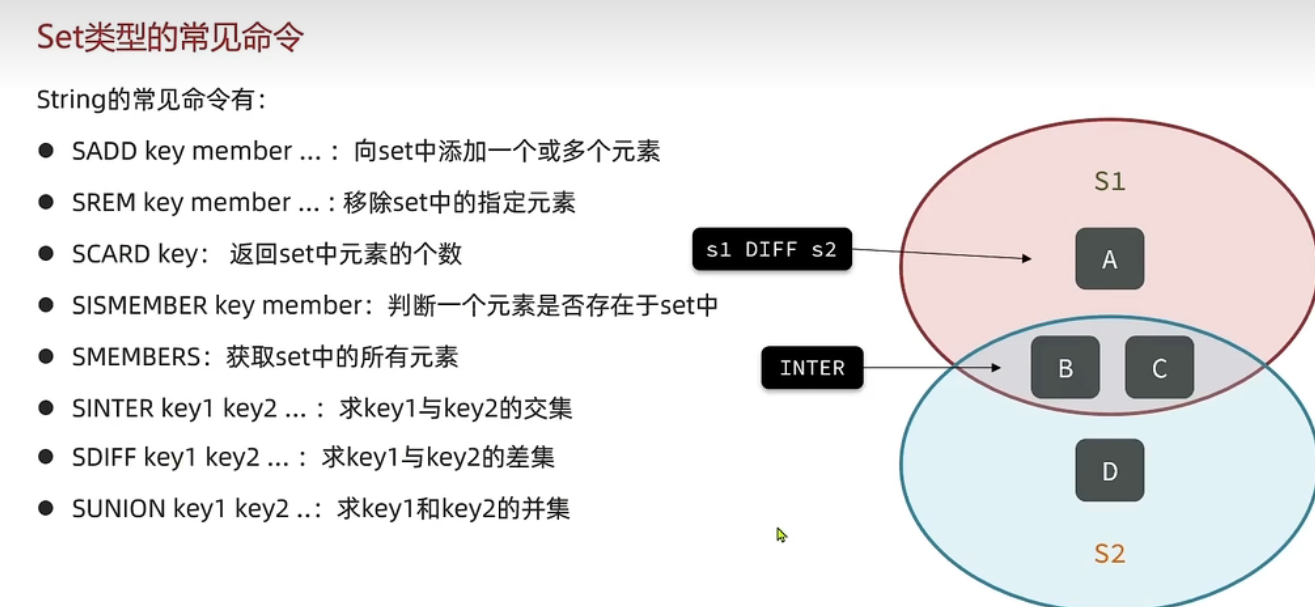 Set类型的常见命令
String的常见命令有：
● SADD key member ... ：向set中添加一个或多个元素
● SREM key member ... : 移除set中的指定元素
● SCARD key： 返回set中元素的个数
● SISMEMBER key member：判断一个元素是否存在于set中
● SMEMBERS：获取set中的所有元素
● SINTER key1 key2 ... ：求key1与key2的交集
● SDIFF key1 key2 ... ：求key1与key2的差集
● SUNION key1 key2 ..：求key1和key2的并集
S1
s1 DIFF s2
A
INTER
B
C
D
S2